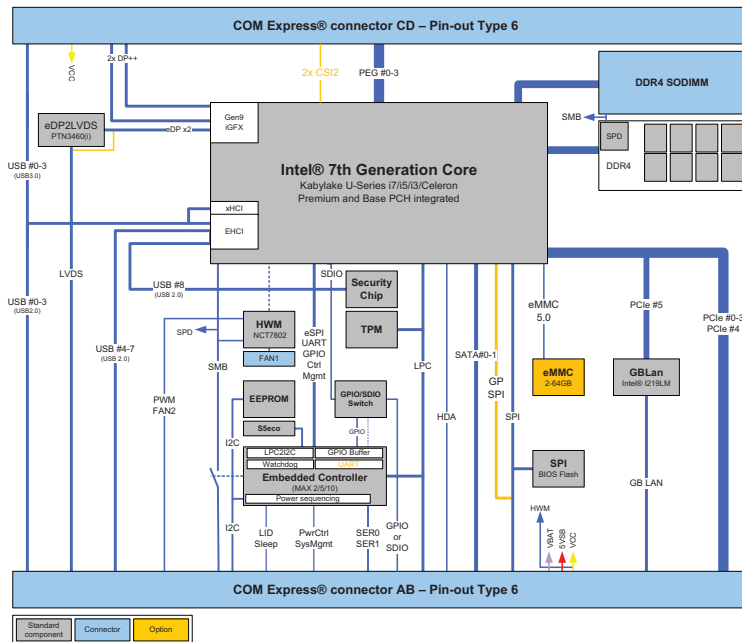 COM Express® connector CD – Pin-out Type 6
VCC
2x DP++
2x CSI2
PEG #0-3
DDR4 SODIMM
SMB
SPD
DDR4
eDP2LVDS
PTN3460(i)
eDP x2
Gen9
iGFX
Intel® 7th Generation Core
Kabylake U-Series i7/i5/i3/Celeron
Premium and Base PCH integrated
USB #0-3
(USB3.0)
xHCI
EHCI
LVDS
USB #8
(USB 2.0)
SDIO
Security
Chip
TPM
USB #0-3
(USB2.0)
USB #4-7
(USB 2.0)
SPD
HWM
NCT7802
FAN1
SMB
eSPI
UART
GPIO
Ctrl
Mgmt
LPC
SATA#0-1
eMMC
5.0
PCIe #5
PCIe #0-3
PCIe #4
PWM
FAN2
EEPROM
GPIO/SDIO
Switch
HDA
GP
SPI
SPI
eMMC
2-64GB
GBLan
Intel® I219LM
S5eco
GPIO
I2C
LPC2I2C
GPIO Buffer
Watchdog
UART
Embedded Controller
(MAX 2/5/10)
Power sequencing
SPI
BIOS Flash
GB LAN
I2C
LID
Sleep
PwrCtrl
SysMgmt
SER0
SER1
GPIO
or
SDIO
HWM
VBAT
5VSB
VCC
COM Express® connector AB – Pin-out Type 6
Standard
component
Connector
Option